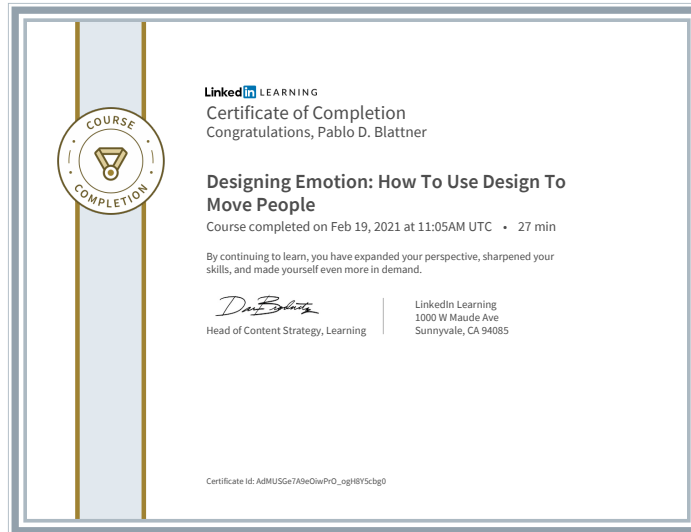 Linked in LEARNING
Certificate of Completion
Congratulations, Pablo D. Blattner
COURSE
COMPLETION
Designing Emotion: How To Use Design To
Move People
Course completed on Feb 19, 2021 at 11:05AM UTC • 27 min
By continuing to learn, you have expanded your perspective, sharpened your
skills, and made yourself even more in demand.
Head of Content Strategy, Learning
LinkedIn Learning
1000 W Maude Ave
Sunnyvale, CA 94085
Certificate Id: AdMUSGe7A9eOiwPrO_ogH8Y5cbg0